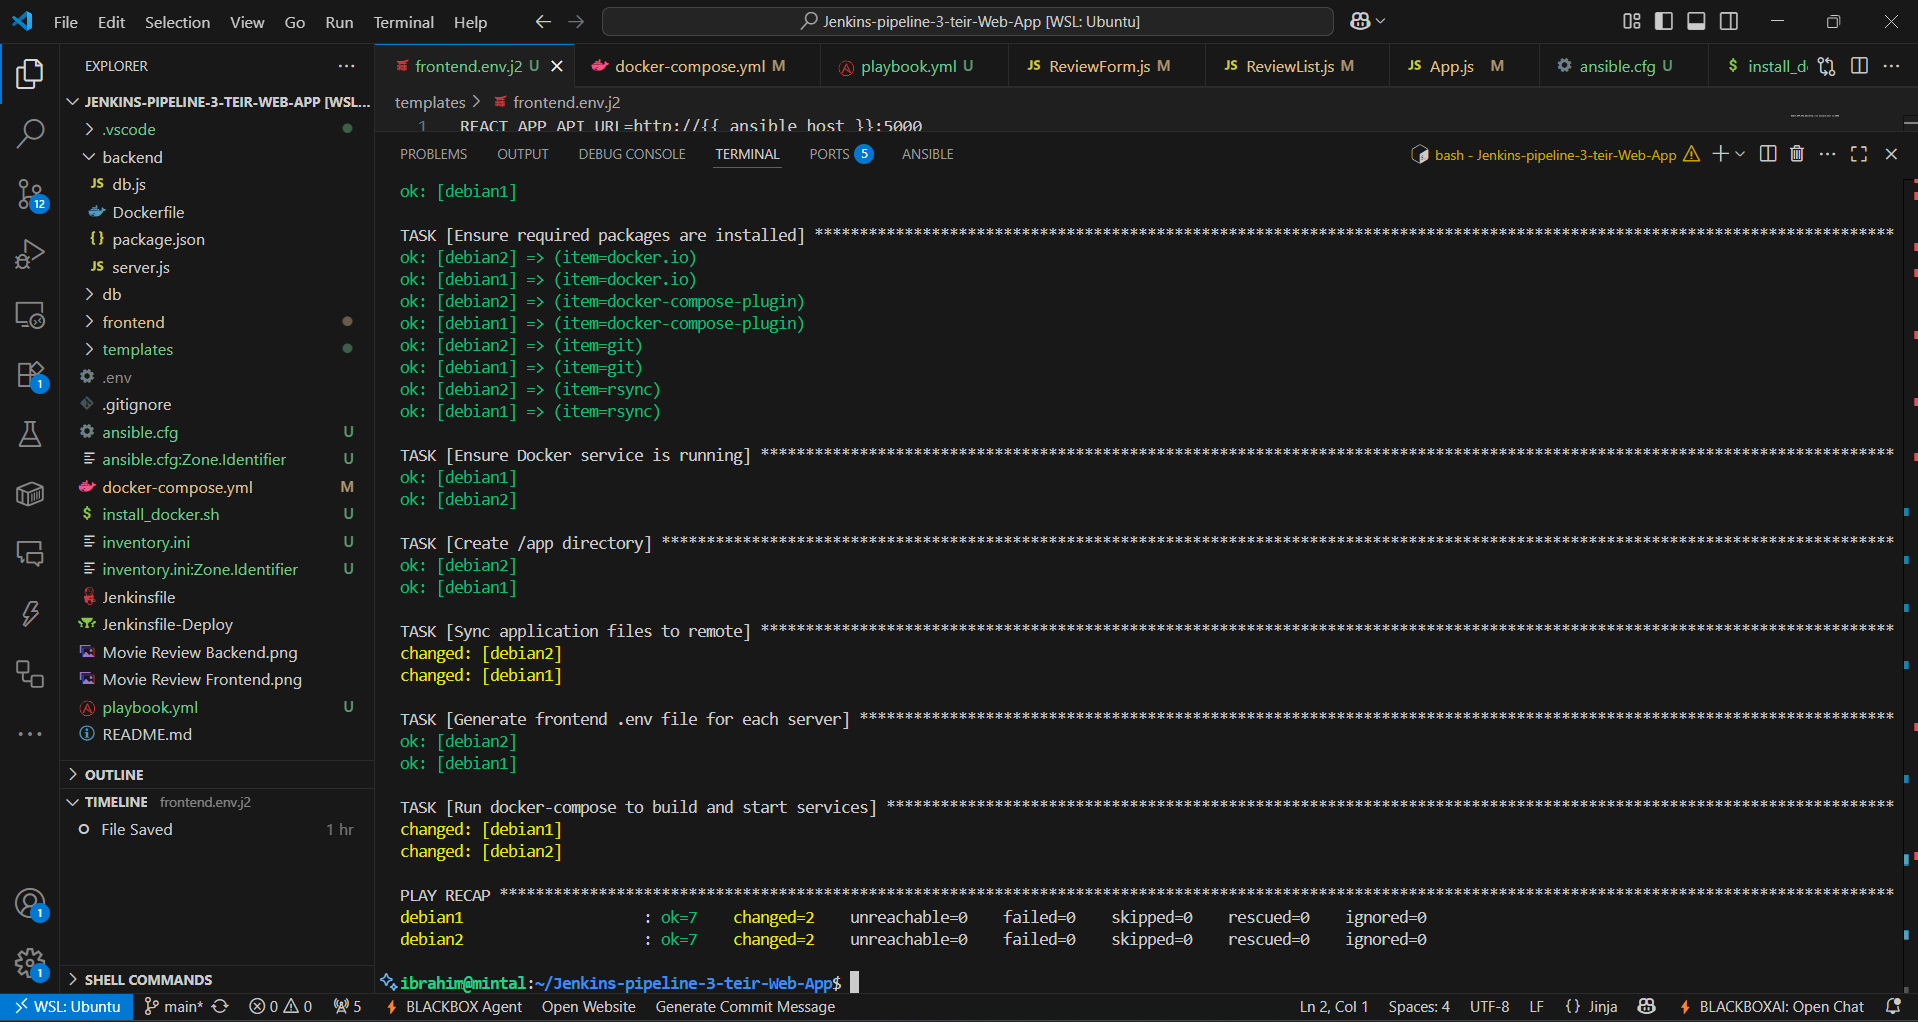 File Edit Selection View Go Run Terminal Help
Jenkins-pipeline-3-teir-Web-App [WSL: Ubuntu]
EXPLORER
JENKINS-PIPELINE-3-TEIR-WEB-APP [WSL...
.vscode
backend
JS db.js
Dockerfile
{} package.json
JS server.js
db
frontend
templates
.env
.gitignore
ansible.cfg U
ansible.cfg:Zone.Identifier U
docker-compose.yml M
$ install_docker.sh U
inventory.ini U
inventory.ini:Zone.Identifier U
Jenkinsfile
Jenkinsfile-Deploy
Movie Review Backend.png
Movie Review Frontend.png
playbook.yml U
README.md
OUTLINE
TIMELINE frontend.env.j2
File Saved 1 hr
SHELL COMMANDS
12
1
1
1
frontend.env.j2 U docker-compose.yml M playbook.yml U JS ReviewForm.js M JS ReviewList.js M JS App.js M ansible.cfg U $ install_d
templates > frontend.env.j2
1 REACT_APP_API_URL=http://{{ ansible_host }}:5000
PROBLEMS OUTPUT DEBUG CONSOLE TERMINAL PORTS 5 ANSIBLE
bash - Jenkins-pipeline-3-teir-Web-App
ok: [debian1]
TASK [Ensure required packages are installed] ************************************************************************************************************************
ok: [debian2] => (item=docker.io)
ok: [debian1] => (item=docker.io)
ok: [debian2] => (item=docker-compose-plugin)
ok: [debian1] => (item=docker-compose-plugin)
ok: [debian2] => (item=git)
ok: [debian1] => (item=git)
ok: [debian2] => (item=rsync)
ok: [debian1] => (item=rsync)
TASK [Ensure Docker service is running] ******************************************************************************************************************************
ok: [debian1]
ok: [debian2]
TASK [Create /app directory] *****************************************************************************************************************************************
ok: [debian2]
ok: [debian1]
TASK [Sync application files to remote] ******************************************************************************************************************************
changed: [debian2]
changed: [debian1]
TASK [Generate frontend .env file for each server] *******************************************************************************************************************
ok: [debian2]
ok: [debian1]
TASK [Run docker-compose to build and start services] ****************************************************************************************************************
changed: [debian1]
changed: [debian2]
PLAY RECAP ***********************************************************************************************************************************************************
debian1 : ok=7 changed=2 unreachable=0 failed=0 skipped=0 rescued=0 ignored=0
debian2 : ok=7 changed=2 unreachable=0 failed=0 skipped=0 rescued=0 ignored=0
ibrahim@mintal:~/Jenkins-pipeline-3-teir-Web-App$
WSL: Ubuntu main* 0 0 5 BLACKBOX Agent Open Website Generate Commit Message Ln 2, Col 1 Spaces: 4 UTF-8 LF {} Jinja BLACKBOXAI: Open Chat